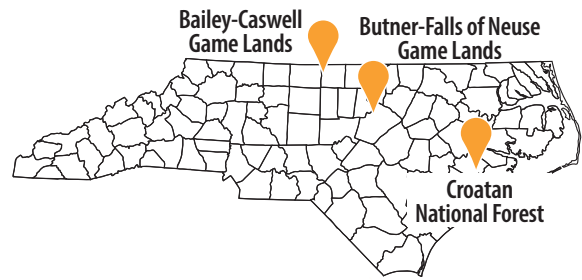 Bailey-Caswell
Game Lands
Butner-Falls of Neuse
Game Lands
Croatan
National Forest